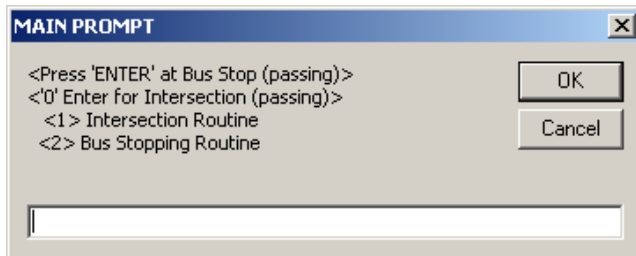 MAIN PROMPT
<Press 'ENTER' at Bus Stop (passing)>
<'0' Enter for Intersection (passing)>
<1> Intersection Routine
<2> Bus Stopping Routine
OK
Cancel